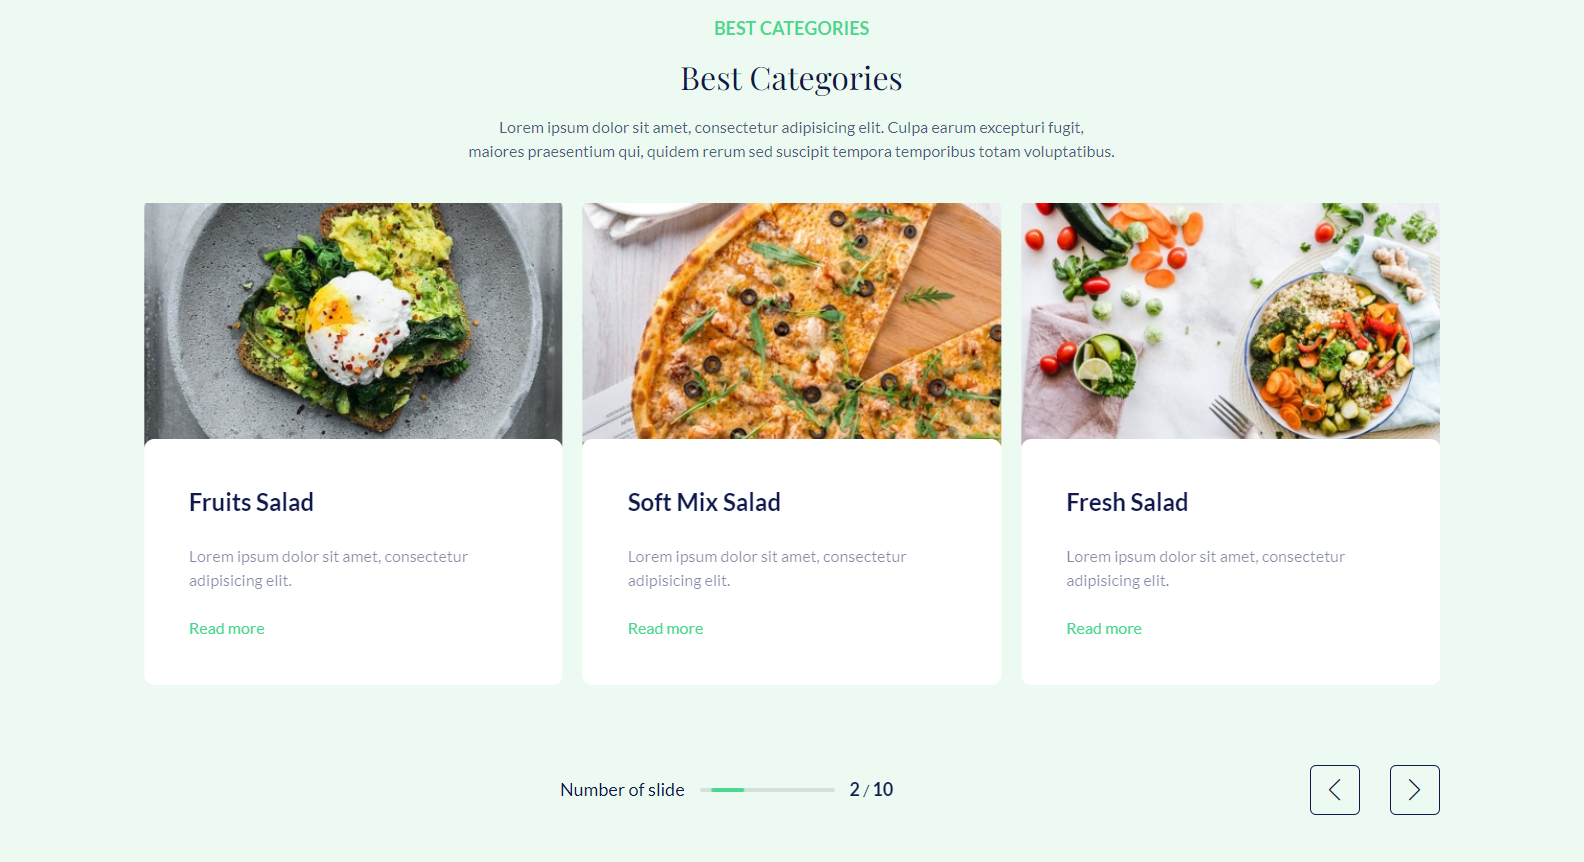 BEST CATEGORIES
Best Categories
Lorem ipsum dolor sit amet, consectetur adipisicing elit. Culpa earum excepturi fugit,
maiores praesentium qui, quidem rerum sed suscipit tempora temporibus totam voluptatibus.
Fruits Salad
Lorem ipsum dolor sit amet, consectetur
adipisicing elit.
Read more
Soft Mix Salad
Lorem ipsum dolor sit amet, consectetur
adipisicing elit.
Read more
Fresh Salad
Lorem ipsum dolor sit amet, consectetur
adipisicing elit.
Read more
Number of slide 2 / 10